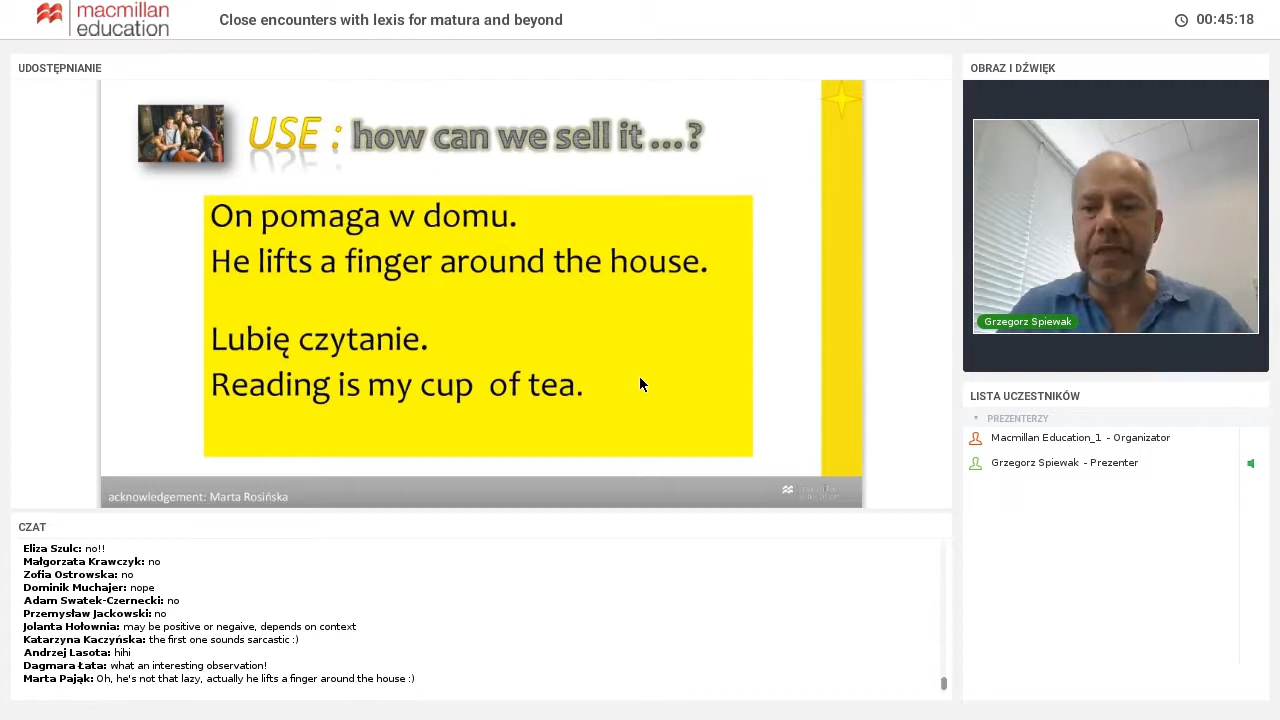 macmillan
education
Close encounters with lexis for matura and beyond
00:45:18
UDOSTĘPNIANIE
USE : how can we sell it ...?
On pomaga w domu.
He lifts a finger around the house.
Lubię czytanie.
Reading is my cup of tea.
acknowledgement: Marta Rosińska
CZAT
Eliza Szulc: no!!
Małgorzata Krawczyk: no
Zofia Ostrowska: no
Dominik Muchajer: nope
Adam Swatek-Czernecki: no
Przemysław Jackowski: no
Jolanta Hołownia: may be positive or negaive, depends on context
Katarzyna Kaczyńska: the first one sounds sarcastic :)
Andrzej Lasota: hihi
Dagmara Łata: what an interesting observation!
Marta Pająk: Oh, he's not that lazy, actually he lifts a finger around the house :)
OBRAZ I DŹWIĘK
Grzegorz Spiewak
LISTA UCZESTNIKÓW
PREZENTERZY
Macmillan Education_1 - Organizator
Grzegorz Spiewak - Prezenter